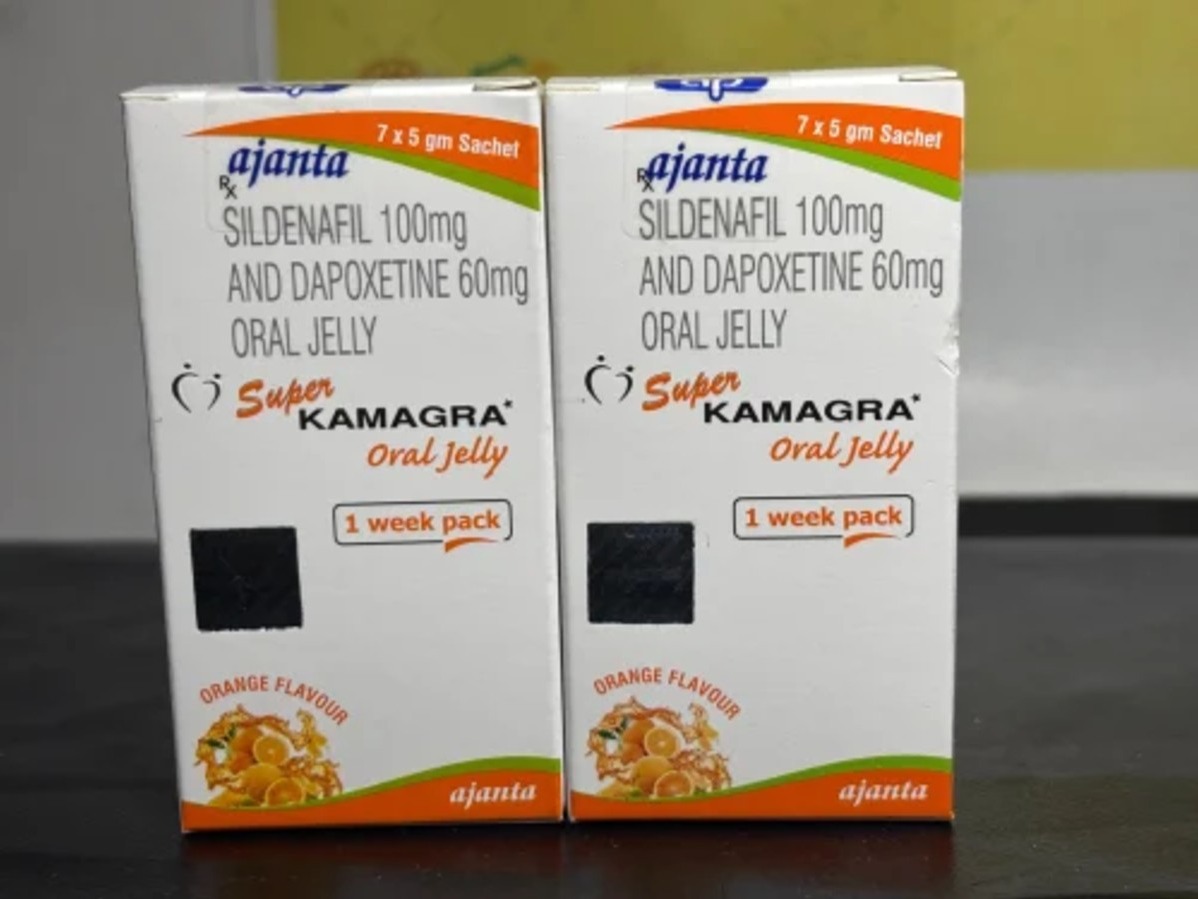 7 x 5 gm Sachet
ajanta
Rx
SILDENAFIL 100mg
AND DAPOXETINE 60mg
ORAL JELLY
Super
KAMAGRA*
Oral Jelly
1 week pack
ORANGE FLAVOUR
ajanta
7 x 5 gm Sachet
ajanta
Rx
SILDENAFIL 100mg
AND DAPOXETINE 60mg
ORAL JELLY
Super
KAMAGRA*
Oral Jelly
1 week pack
ORANGE FLAVOUR
ajanta